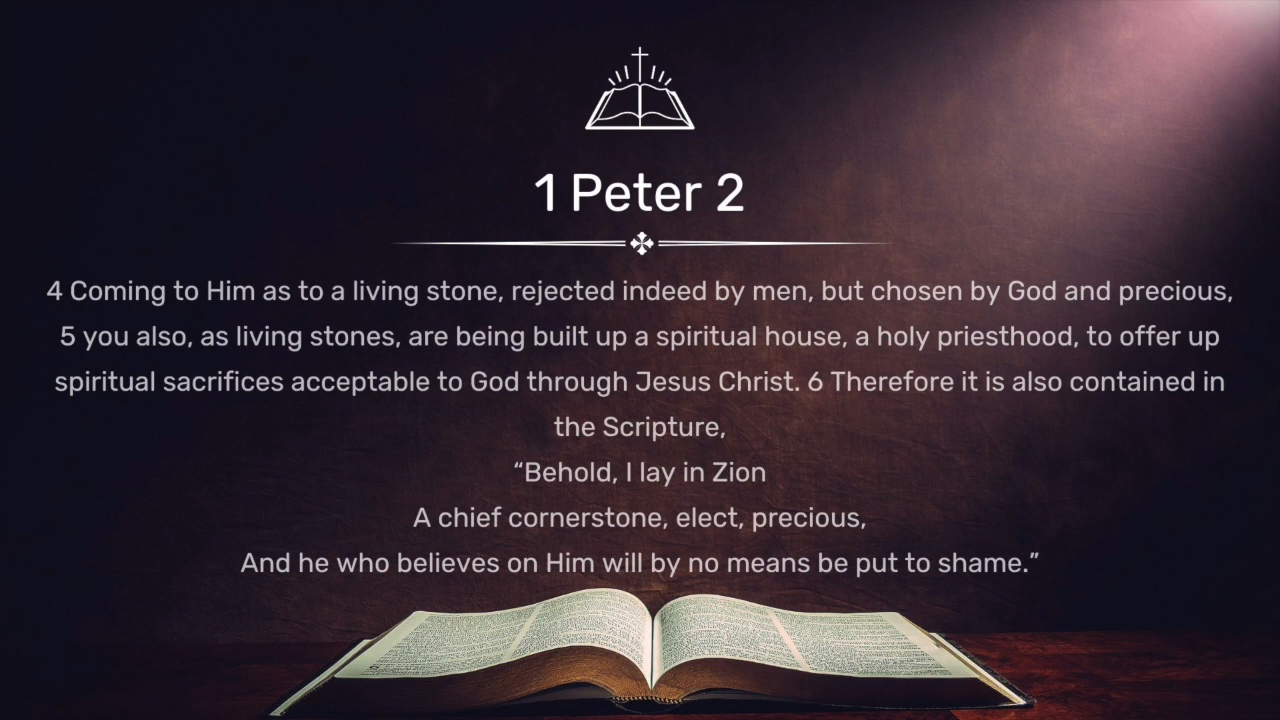 1 Peter 2
4 Coming to Him as to a living stone, rejected indeed by men, but chosen by God and precious,
5 you also, as living stones, are being built up a spiritual house, a holy priesthood, to offer up
spiritual sacrifices acceptable to God through Jesus Christ. 6 Therefore it is also contained in
the Scripture,
“Behold, I lay in Zion
A chief cornerstone, elect, precious,
And he who believes on Him will by no means be put to shame.”